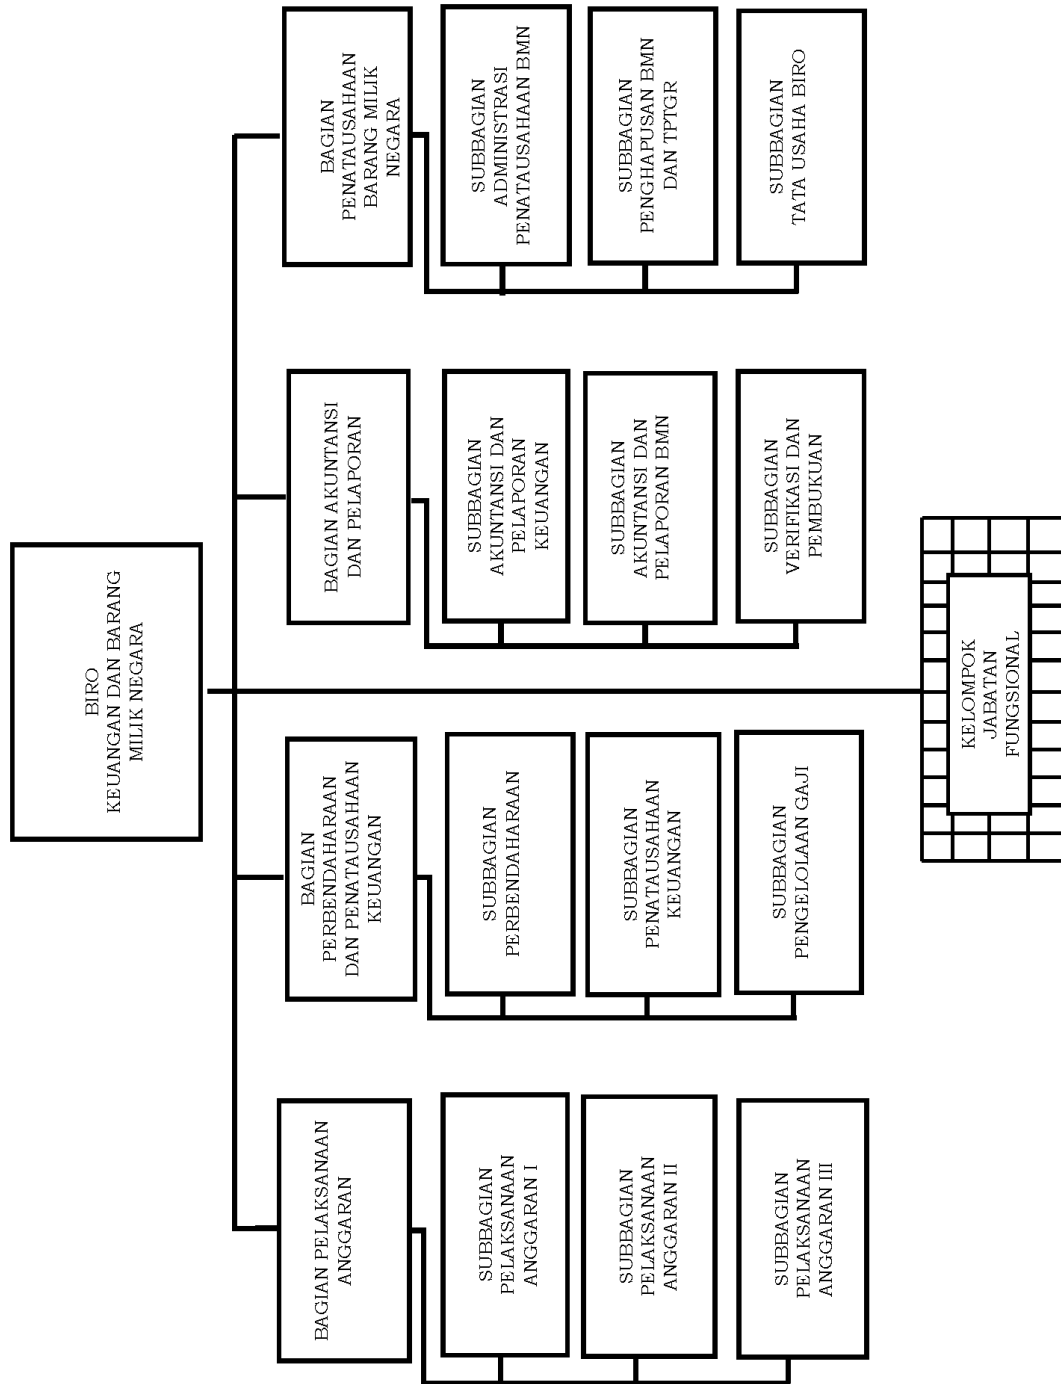 BIRO
KEUANGAN DAN BARANG
MILIK NEGARA
BAGIAN PELAKSANAAN
ANGGARAN
SUBBAGIAN
PELAKSANAAN
ANGGARAN I
SUBBAGIAN
PELAKSANAAN
ANGGARAN II
SUBBAGIAN
PELAKSANAAN
ANGGARAN III
BAGIAN
PERBENDAHARAAN
DAN PENATAUSAHAAN
KEUANGAN
SUBBAGIAN
PERBENDAHARAAN
SUBBAGIAN
PENATAUSAHAAN
KEUANGAN
SUBBAGIAN
PENGELOLAAN GAJI
BAGIAN AKUNTANSI
DAN PELAPORAN
SUBBAGIAN
AKUNTANSI DAN
PELAPORAN
KEUANGAN
SUBBAGIAN
AKUNTANSI DAN
PELAPORAN BMN
SUBBAGIAN
VERIFIKASI DAN
PEMBUKUAN
BAGIAN
PENATAUSAHAAN
BARANG MILIK
NEGARA
SUBBAGIAN
ADMINISTRASI
PENATAUSAHAAN BMN
SUBBAGIAN
PENGHAPUSAN BMN
DAN TPTGR
SUBBAGIAN
TATA USAHA BIRO
KELOMPOK
JABATAN
FUNGSIONAL